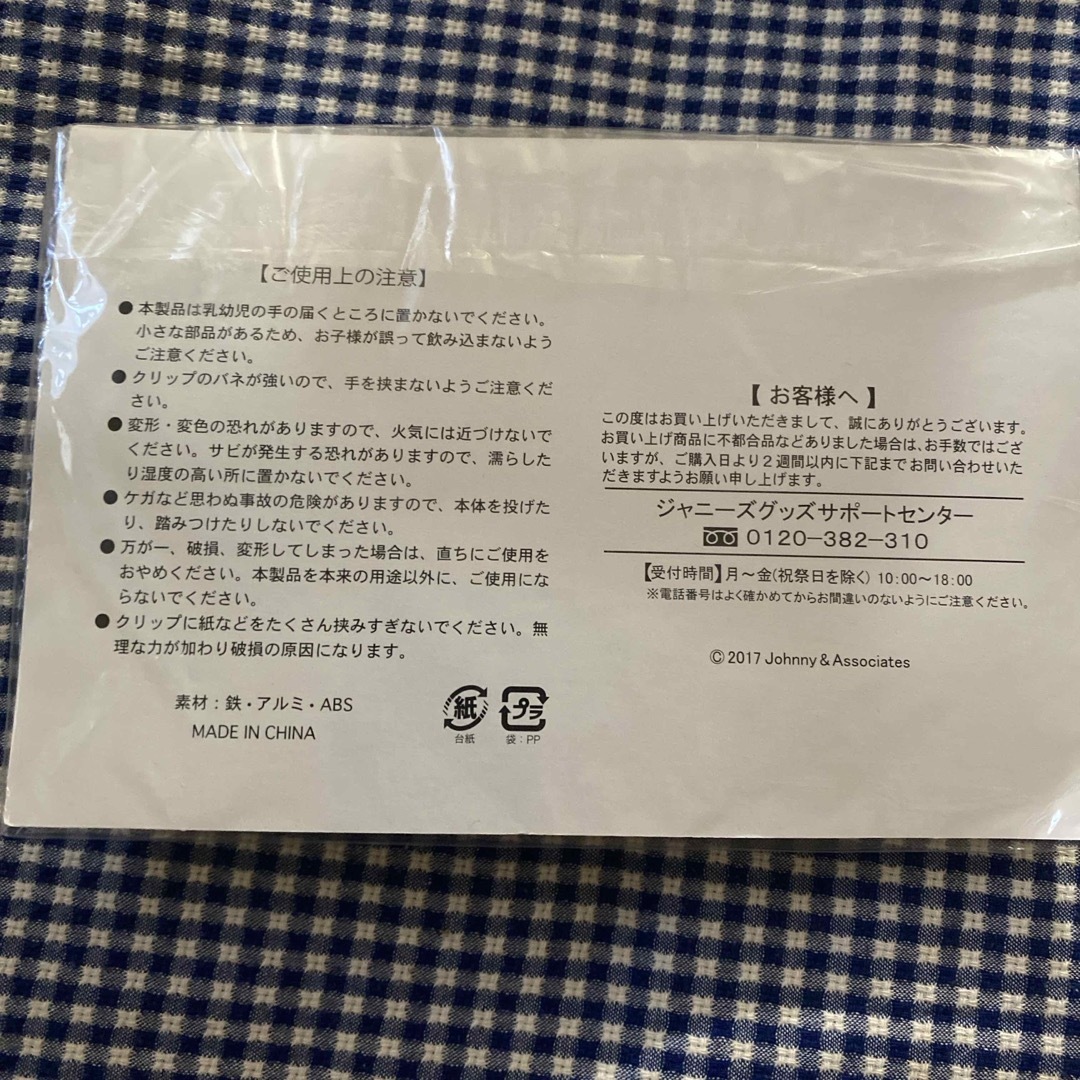 【ご使用上の注意】
● 本製品は乳幼児の手の届くところに置かないでください。
小さな部品があるため、お子様が誤って飲み込まないよう
ご注意ください。
● クリップのバネが強いので、手を挟まないようご注意くだ
さい。
● 変形・変色の恐れがありますので、火気には近づけないで
ください。サビが発生する恐れがありますので、濡らした
り湿度の高い所に置かないでください。
● ケガなど思わぬ事故の危険がありますので、本体を投げた
り、踏みつけたりしないでください。
● 万が一、破損、変形してしまった場合は、直ちにご使用を
おやめください。本製品を本来の用途以外に、ご使用にな
らないでください。
● クリップに紙などをたくさん挟みすぎないでください。無
理な力が加わり破損の原因になります。
素材：鉄・アルミ・ABS
MADE IN CHINA
紙
台紙
プラ
袋：PP
【 お客様へ 】
この度はお買い上げいただきまして、誠にありがとうございます。
お買い上げ商品に不都合品などありました場合は、お手数ではござ
いますが、ご購入日より２週間以内に下記までお問い合わせいた
だきますようお願い申し上げます。
ジャニーズグッズサポートセンター
0120-382-310
【受付時間】月〜金(祝祭日を除く) 10:00〜18:00
※電話番号はよく確かめてからお間違いのないようにご注意ください。
© 2017 Johnny & Associates